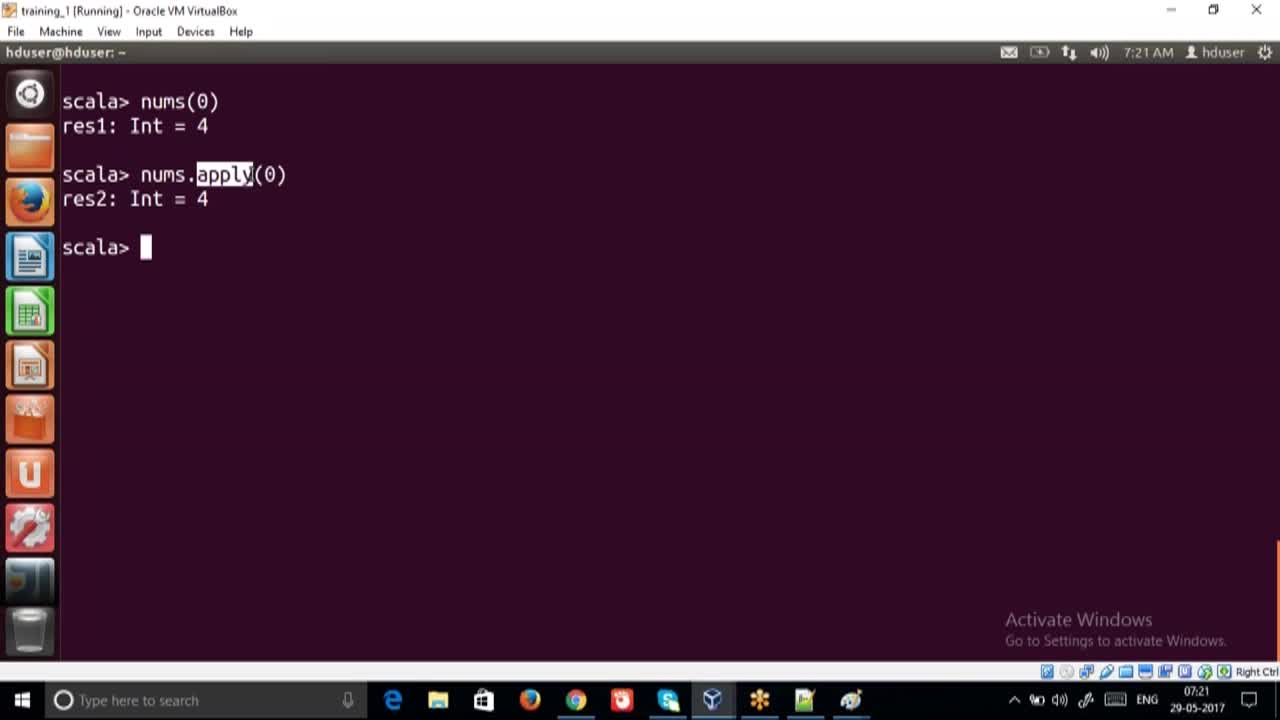 training_1 [Running] - Oracle VM VirtualBox
File Machine View Input Devices Help
hduser@hduser: ~
7:21 AM hduser
scala> nums(0)
res1: Int = 4
scala> nums.apply(0)
res2: Int = 4
scala>
Activate Windows
Go to Settings to activate Windows.
Right Ctrl
Type here to search
ENG
07:21
29-05-2017